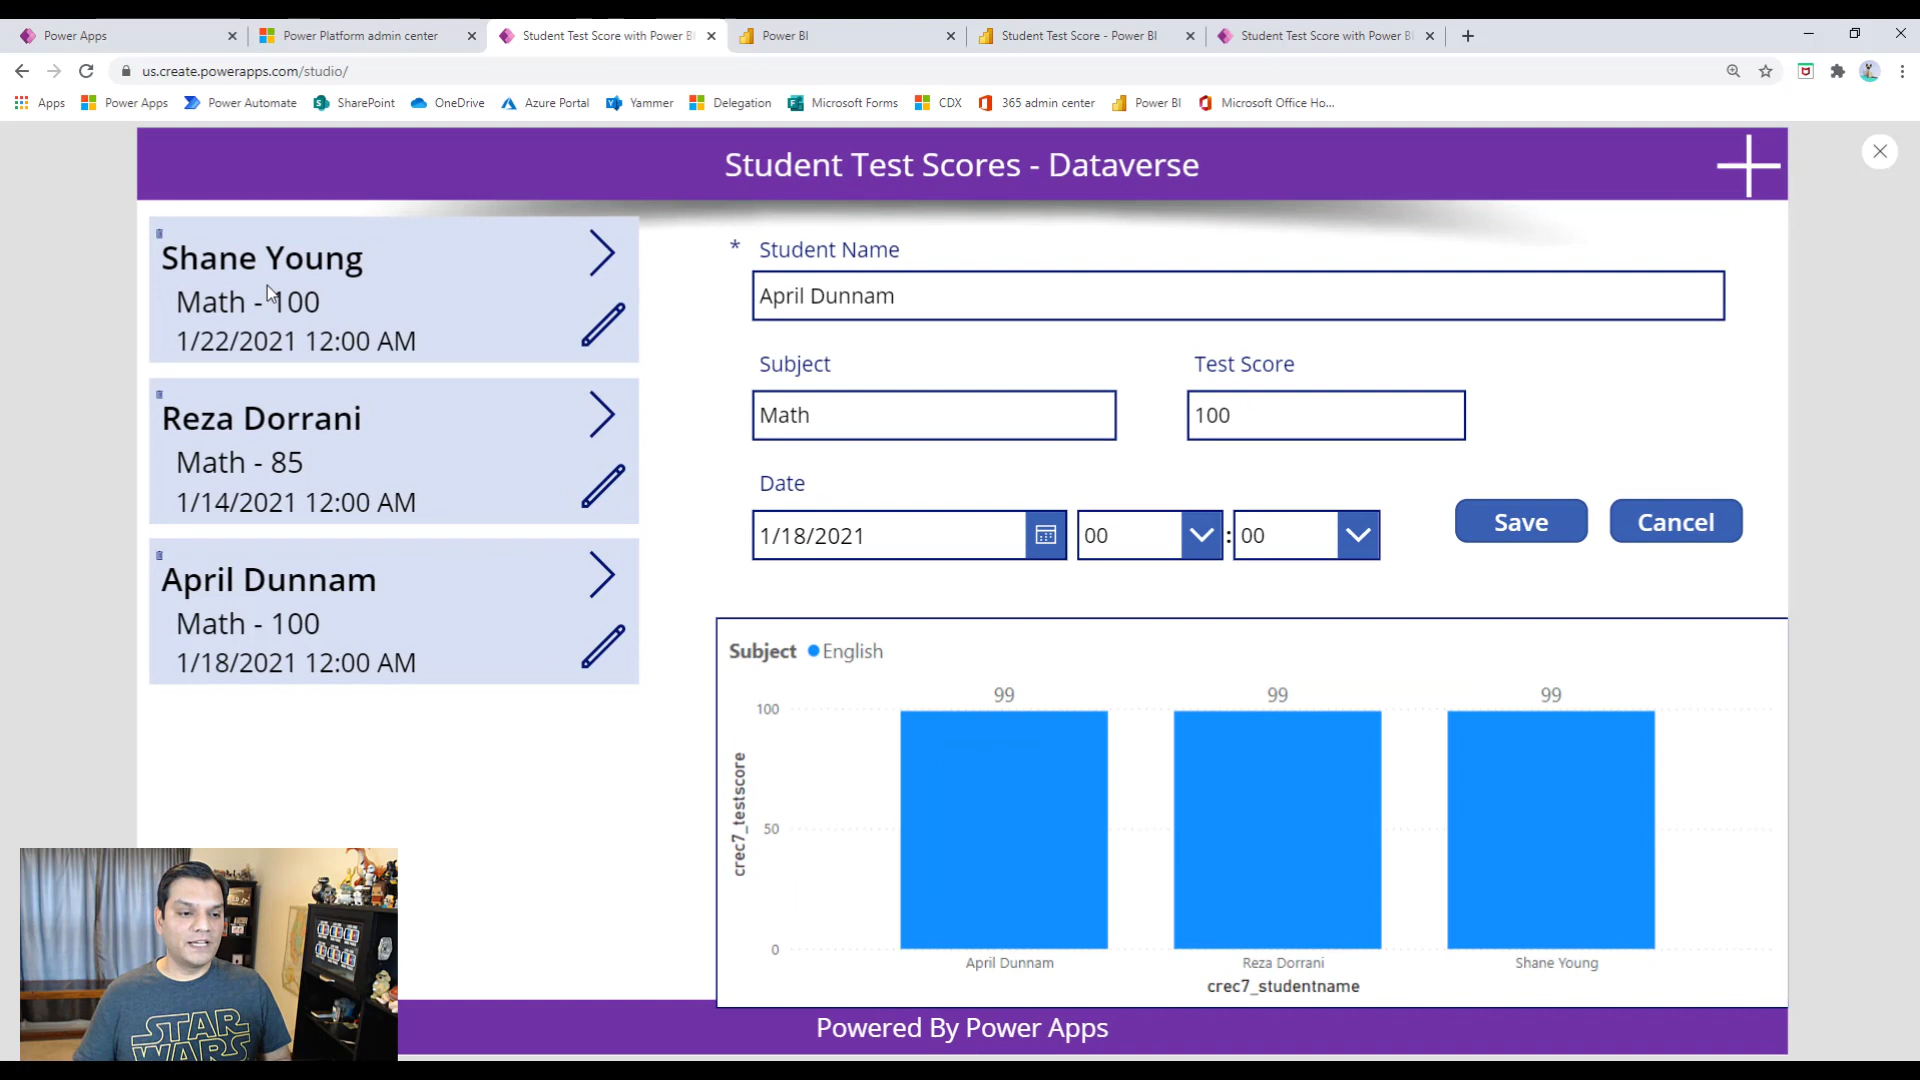 Power Apps
Power Platform admin center
Student Test Score with Power B
Power BI
Student Test Score - Power BI
Student Test Score with Power B
us.create.powerapps.com/studio/
Apps
Power Apps
Power Automate
SharePoint
OneDrive
Azure Portal
Yammer
Delegation
Microsoft Forms
CDX
365 admin center
Power BI
Microsoft Office Ho...
Student Test Scores - Dataverse
Shane Young
Math - 100
1/22/2021 12:00 AM
Reza Dorrani
Math - 85
1/14/2021 12:00 AM
April Dunnam
Math - 100
1/18/2021 12:00 AM
* Student Name
April Dunnam
Subject
Test Score
Math
100
Date
1/18/2021
00 : 00
Save
Cancel
Subject English
99 99 99
100
50
0
crec7_testscore
April Dunnam
Reza Dorrani
Shane Young
crec7_studentname
Powered By Power Apps
STAR
WARS